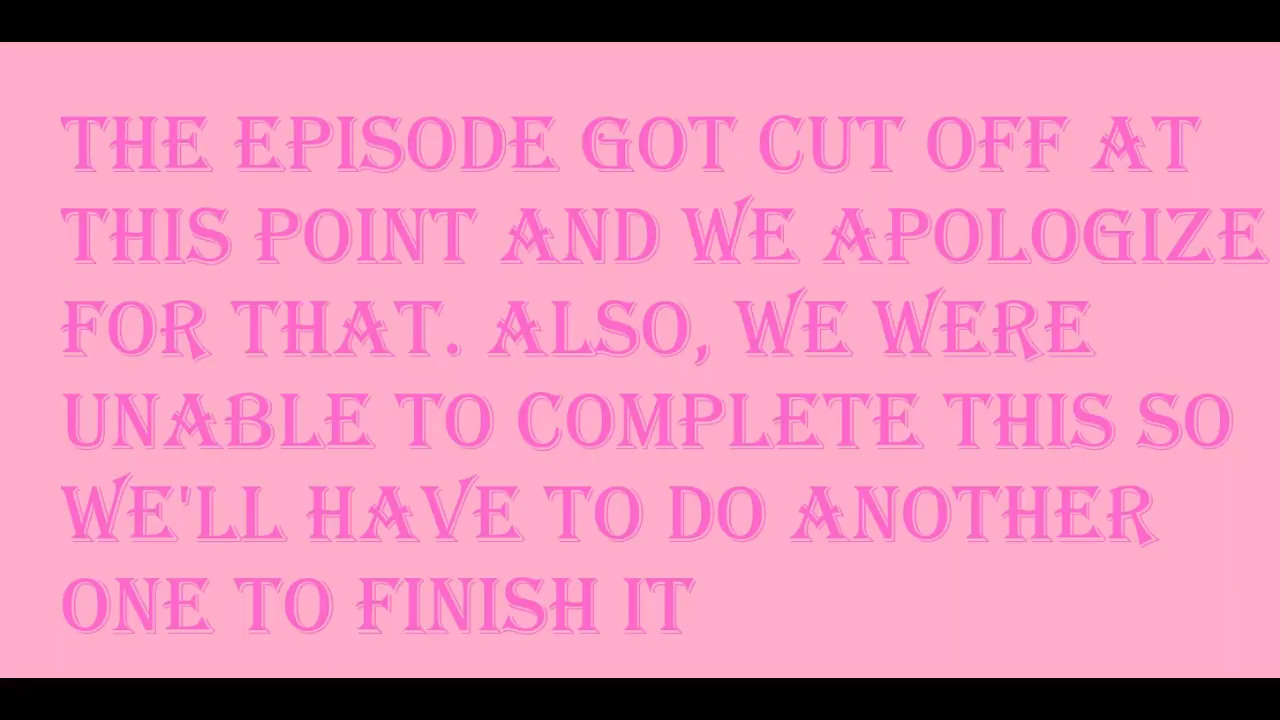 THE EPISODE GOT CUT OFF AT
THIS POINT AND WE APOLOGIZE
FOR THAT. ALSO, WE WERE
UNABLE TO COMPLETE THIS SO
WE'LL HAVE TO DO ANOTHER
ONE TO FINISH IT